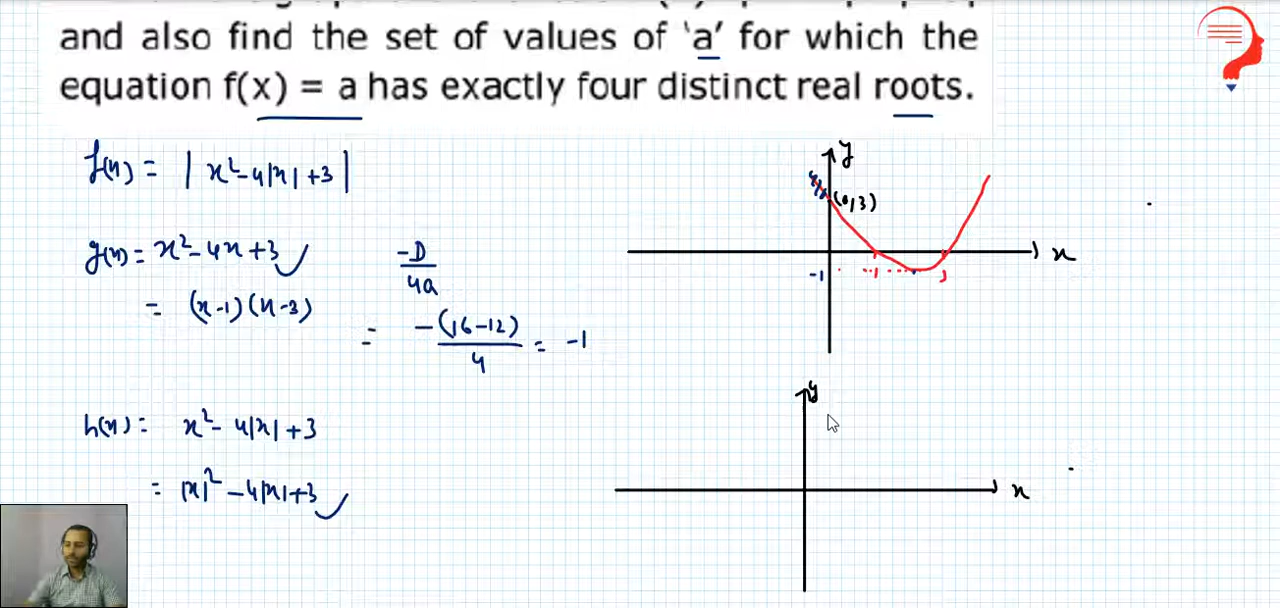 and also find the set of values of 'a' for which the
equation f(x) = a has exactly four distinct real roots.
f(x) = | x² - 4|x| + 3 |
g(x) = x² - 4x + 3
= (x-1)(x-3)
-D
4a
= -(16-12)
4
= -1
h(x) = x² - 4|x| + 3
= |x|² - 4|x| + 3
y
(0,3)
x
-1
1
3
y
x